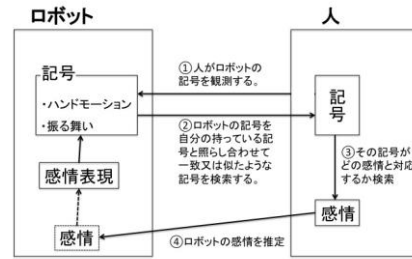 ロボット
人
記号
・ハンドモーション
・振る舞い
感情表現
感情
①人がロボットの
記号を観測する。
②ロボットの記号を
自分の持っている記
号と照らし合わせて
一致又は似たような
記号を検索する。
記号
③その記号が
どの感情と対応
するか検索
感情
④ロボットの感情を推定